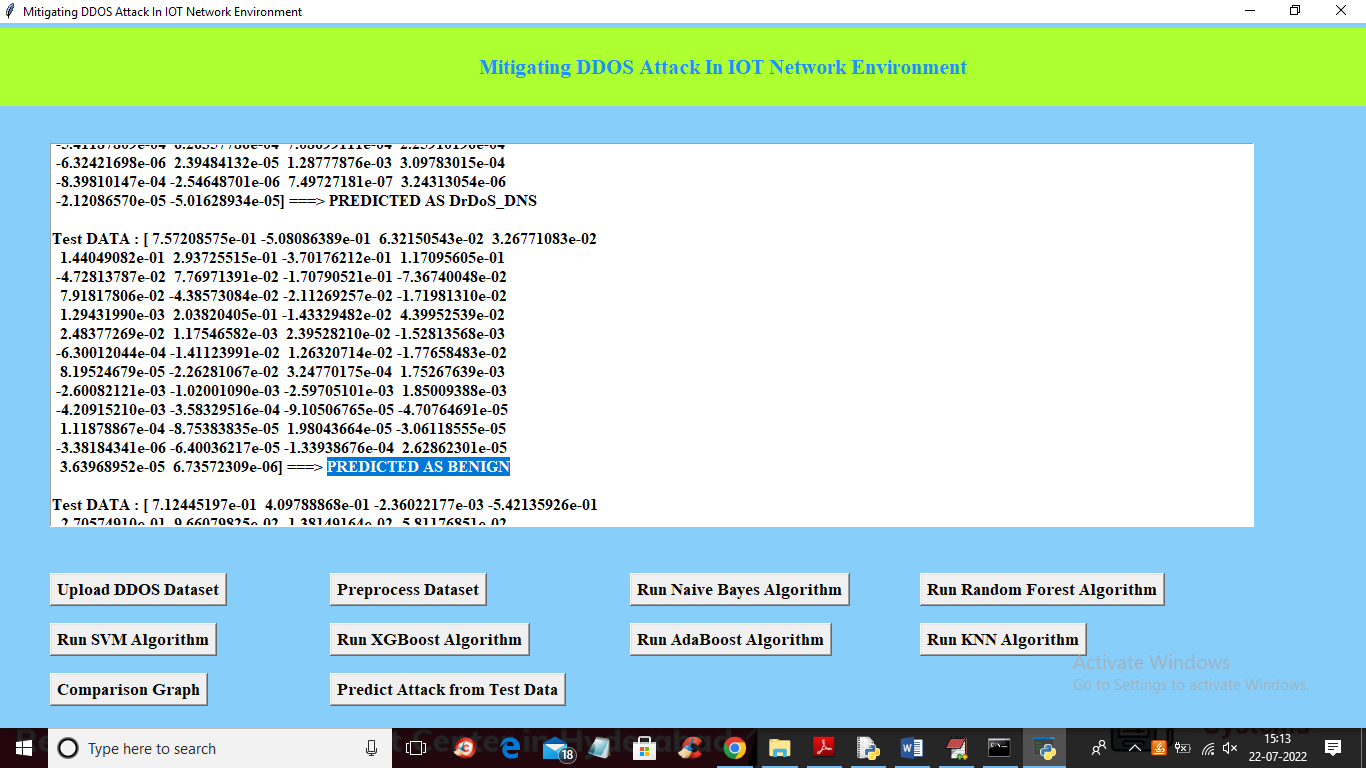 Mitigating DDOS Attack In IOT Network Environment
Mitigating DDOS Attack In IOT Network Environment
-6.32421698e-06 2.39484132e-05 1.28777876e-03 3.09783015e-04
-8.39810147e-04 -2.54648701e-06 7.49727181e-07 3.24313054e-06
-2.12086570e-05 -5.01628934e-05] ===> PREDICTED AS DrDoS_DNS
Test DATA : [ 7.57208575e-01 -5.08086389e-01 6.32150543e-02 3.26771083e-02
1.44049082e-01 2.93725515e-01 -3.70176212e-01 1.17095605e-01
-4.72813787e-02 7.76971391e-02 -1.70790521e-01 -7.36740048e-02
7.91817806e-02 -4.38573084e-02 -2.11269257e-02 -1.71981310e-02
1.29431990e-03 2.03820405e-01 -1.43329482e-02 4.39952539e-02
2.48377269e-02 1.17546582e-03 2.39528210e-02 -1.52813568e-03
-6.30012044e-04 -1.41123991e-02 1.26320714e-02 -1.77658483e-02
8.19524679e-05 -2.26281067e-02 3.24770175e-04 1.75267639e-03
-2.60082121e-03 -1.02001090e-03 -2.59705101e-03 1.85009388e-03
-4.20915210e-03 -3.58329516e-04 -9.10506765e-05 -4.70764691e-05
1.11878867e-04 -8.75383835e-05 1.98043664e-05 -3.06118555e-05
-3.38184341e-06 -6.40036217e-05 -1.33938676e-04 2.62862301e-05
3.63968952e-05 6.73572309e-06] ===> PREDICTED AS BENIGN
Test DATA : [ 7.12445197e-01 4.09788868e-01 -2.36022177e-03 -5.42135926e-01
Upload DDOS Dataset
Preprocess Dataset
Run Naive Bayes Algorithm
Run Random Forest Algorithm
Run SVM Algorithm
Run XGBoost Algorithm
Run AdaBoost Algorithm
Run KNN Algorithm
Comparison Graph
Predict Attack from Test Data
Activate Windows
Go to Settings to activate Windows.
Type here to search
18
15:13
22-07-2022